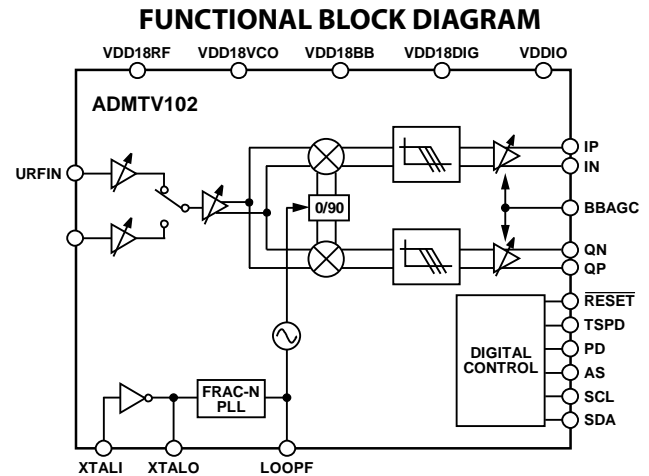 FUNCTIONAL BLOCK DIAGRAM
VDD18RF VDD18VCO VDD18BB VDD18DIG VDDIO
ADMTV102
URFIN
IP
IN
0/90
BBAGC
QN
QP
RESET
TSPD
PD
AS
SCL
SDA
DIGITAL
CONTROL
FRAC-N
PLL
XTALI XTALO LOOPF